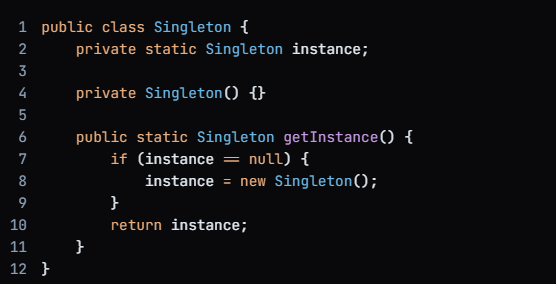 1 public class Singleton {
2     private static Singleton instance;
3
4     private Singleton() {}
5
6     public static Singleton getInstance() {
7         if (instance == null) {
8             instance = new Singleton();
9         }
10         return instance;
11     }
12 }